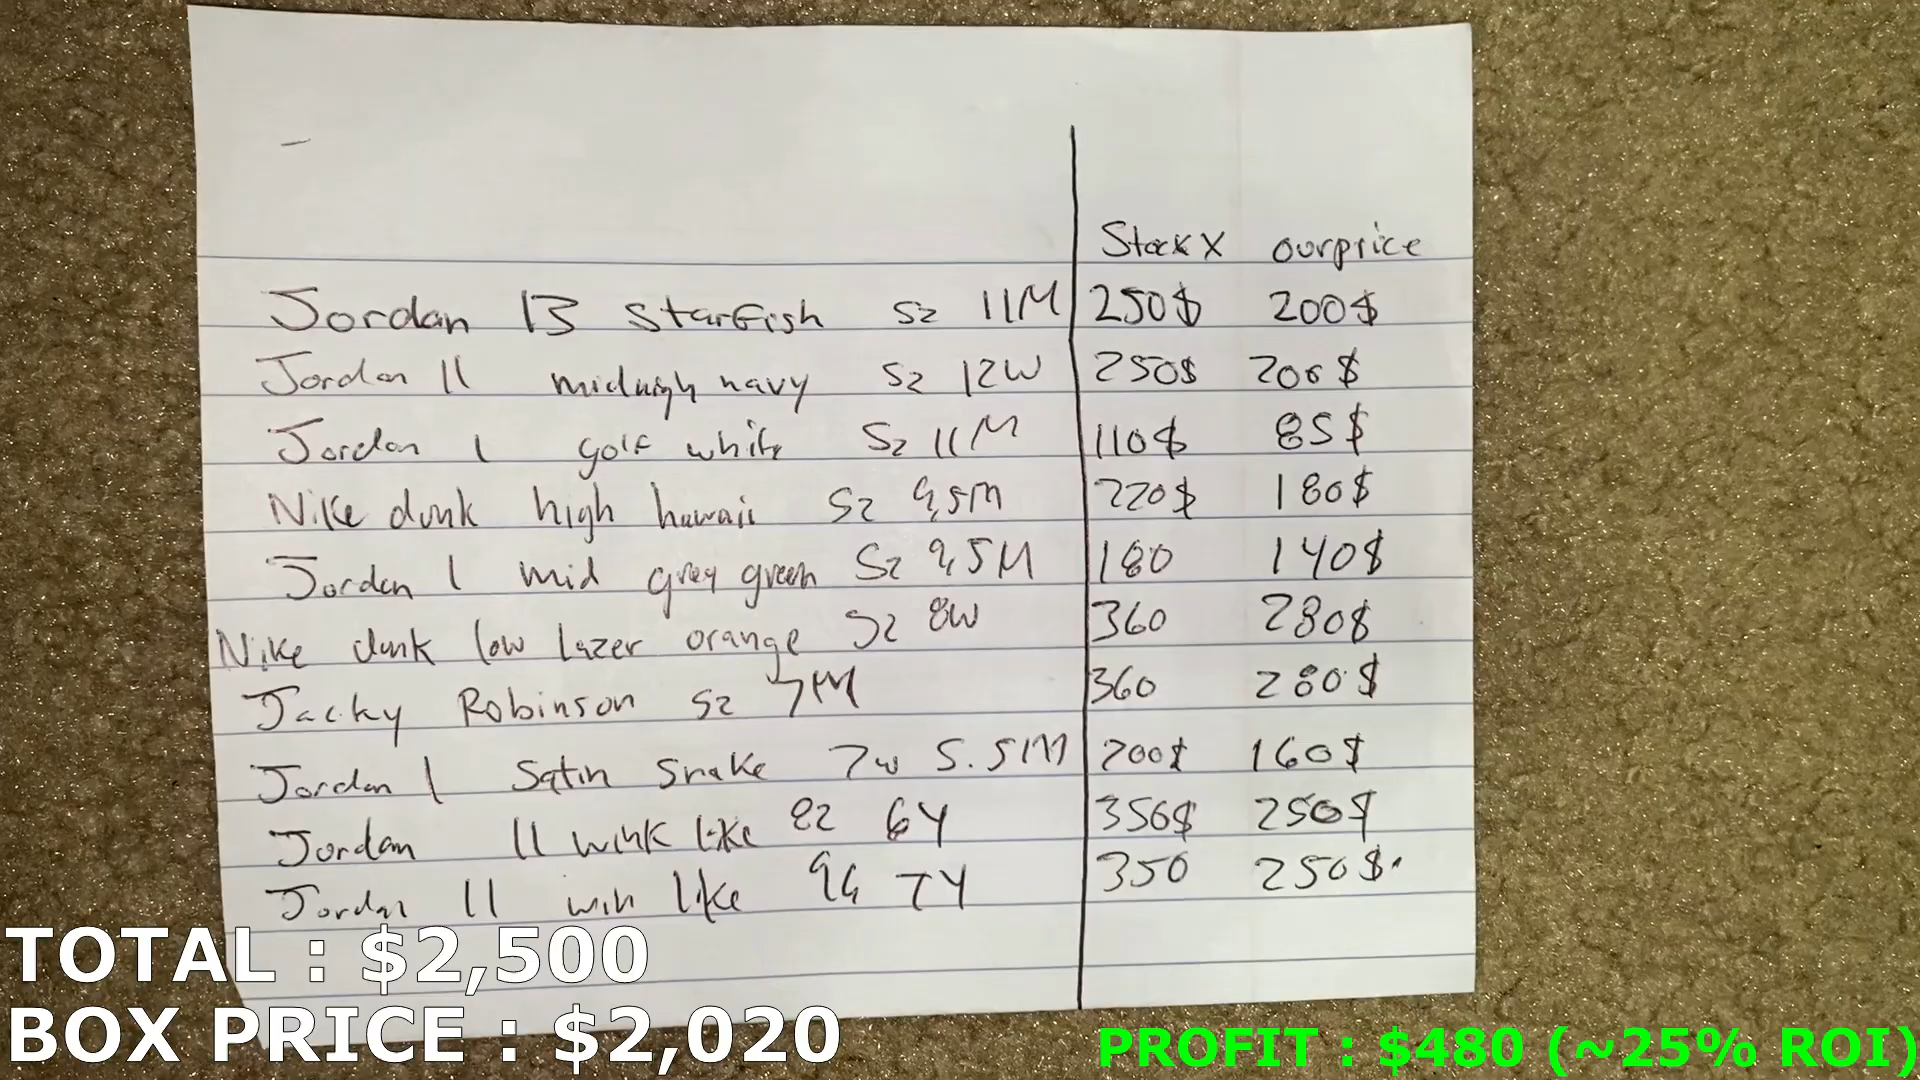 StockX ourprice
Jordan 13 Starfish Sz 11M 250$ 200$
Jordan 11 midnigh navy Sz 12W 250$ 200$
Jordan 1 golf white Sz 11M 110$ 85$
Nike dunk high hawaii Sz 9,5M 220$ 180$
Jordan 1 mid grey green Sz 9,5M 180 140$
Nike dunk low lazer orange Sz 8W 360 280$
Jacky Robinson Sz 7M 360 280$
Jordan 1 Satin Snake 7w 5.5M 200$ 160$
Jordan 11 like 82 6Y 350$ 250$
Jordan 11 win like 96 7Y 350 250$
TOTAL : $2,500
BOX PRICE : $2,020
PROFIT : $480 (~25% ROI)